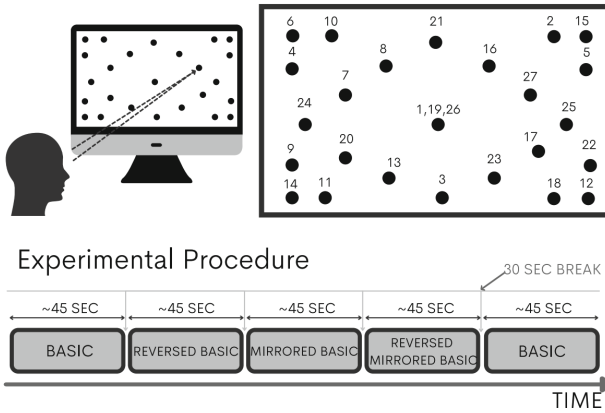 6 10 21 2 15
4 8 16 5
7 27
24 1,19,26 25
9 20 17 22
13 23
14 11 3 18 12
Experimental Procedure
30 SEC BREAK
~45 SEC ~45 SEC ~45 SEC ~45 SEC ~45 SEC
BASIC REVERSED BASIC MIRRORED BASIC REVERSED MIRRORED BASIC BASIC
TIME